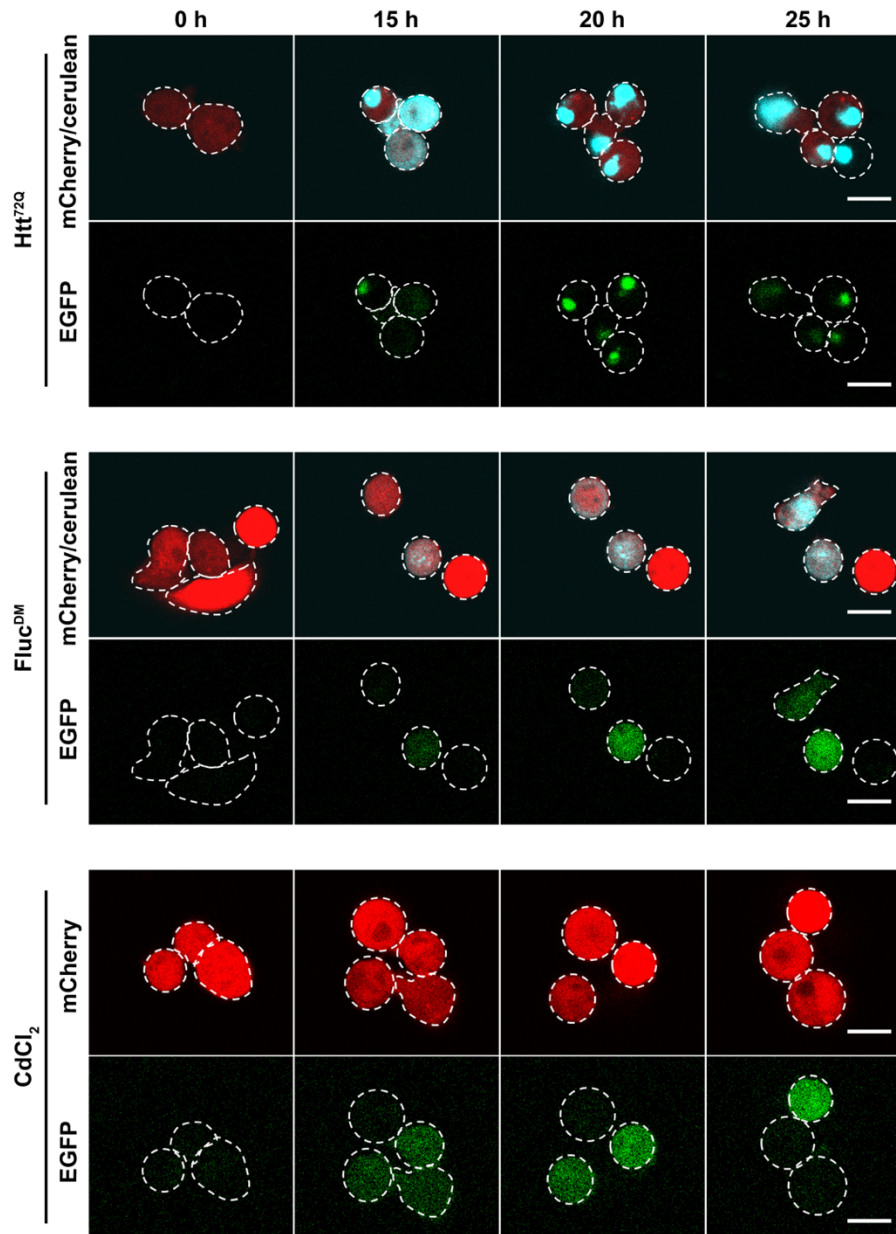 0 h 15 h 20 h 25 h
Htt72Q
mCherry/cerulean
EGFP
FlucDM
mCherry/cerulean
EGFP
CdCl2
mCherry
EGFP